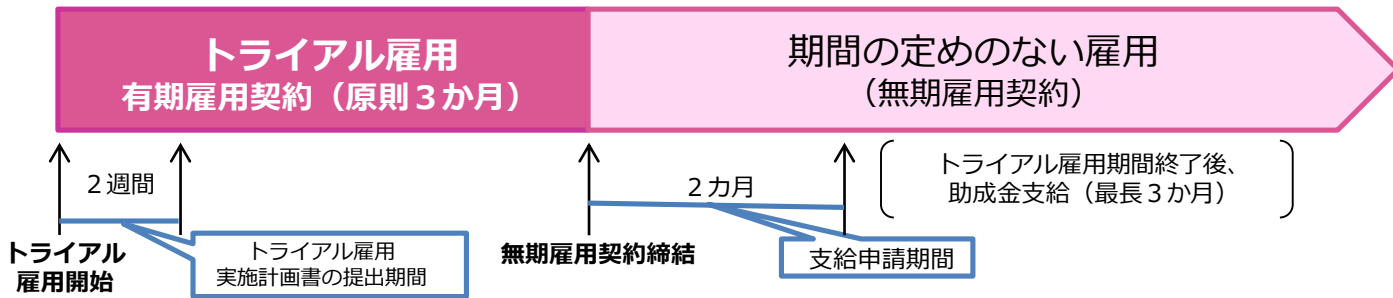 トライアル雇用
有期雇用契約（原則３か月）
期間の定めのない雇用
（無期雇用契約）
２週間
２カ月
トライアル雇用期間終了後、
助成金支給（最長３か月）
トライアル
雇用開始
トライアル雇用
実施計画書の提出期間
無期雇用契約締結
支給申請期間